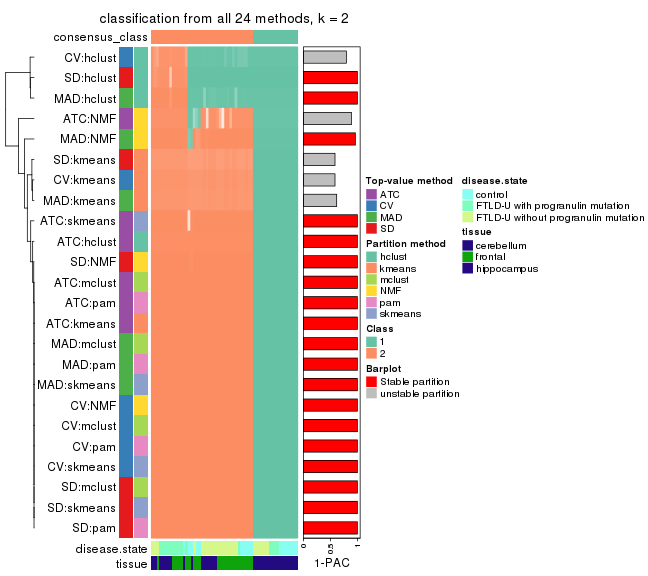 classification from all 24 methods, k = 2
consensus_class
CV:hclust
SD:hclust
MAD:hclust
ATC:NMF
MAD:NMF
SD:kmeans
CV:kmeans
MAD:kmeans
ATC:skmeans
ATC:hclust
SD:NMF
ATC:mclust
ATC:pam
ATC:kmeans
MAD:mclust
MAD:pam
MAD:skmeans
CV:NMF
CV:mclust
CV:pam
CV:skmeans
SD:mclust
SD:skmeans
SD:pam
disease.state
tissue
0
0.5
1
1-PAC
Top-value method
ATC
CV
MAD
SD
Partition method
hclust
kmeans
mclust
NMF
pam
skmeans
Class
1
2
Barplot
Stable partition
unstable partition
disease.state
control
FTLD-U with progranulin mutation
FTLD-U without progranulin mutation
tissue
cerebellum
frontal
hippocampus